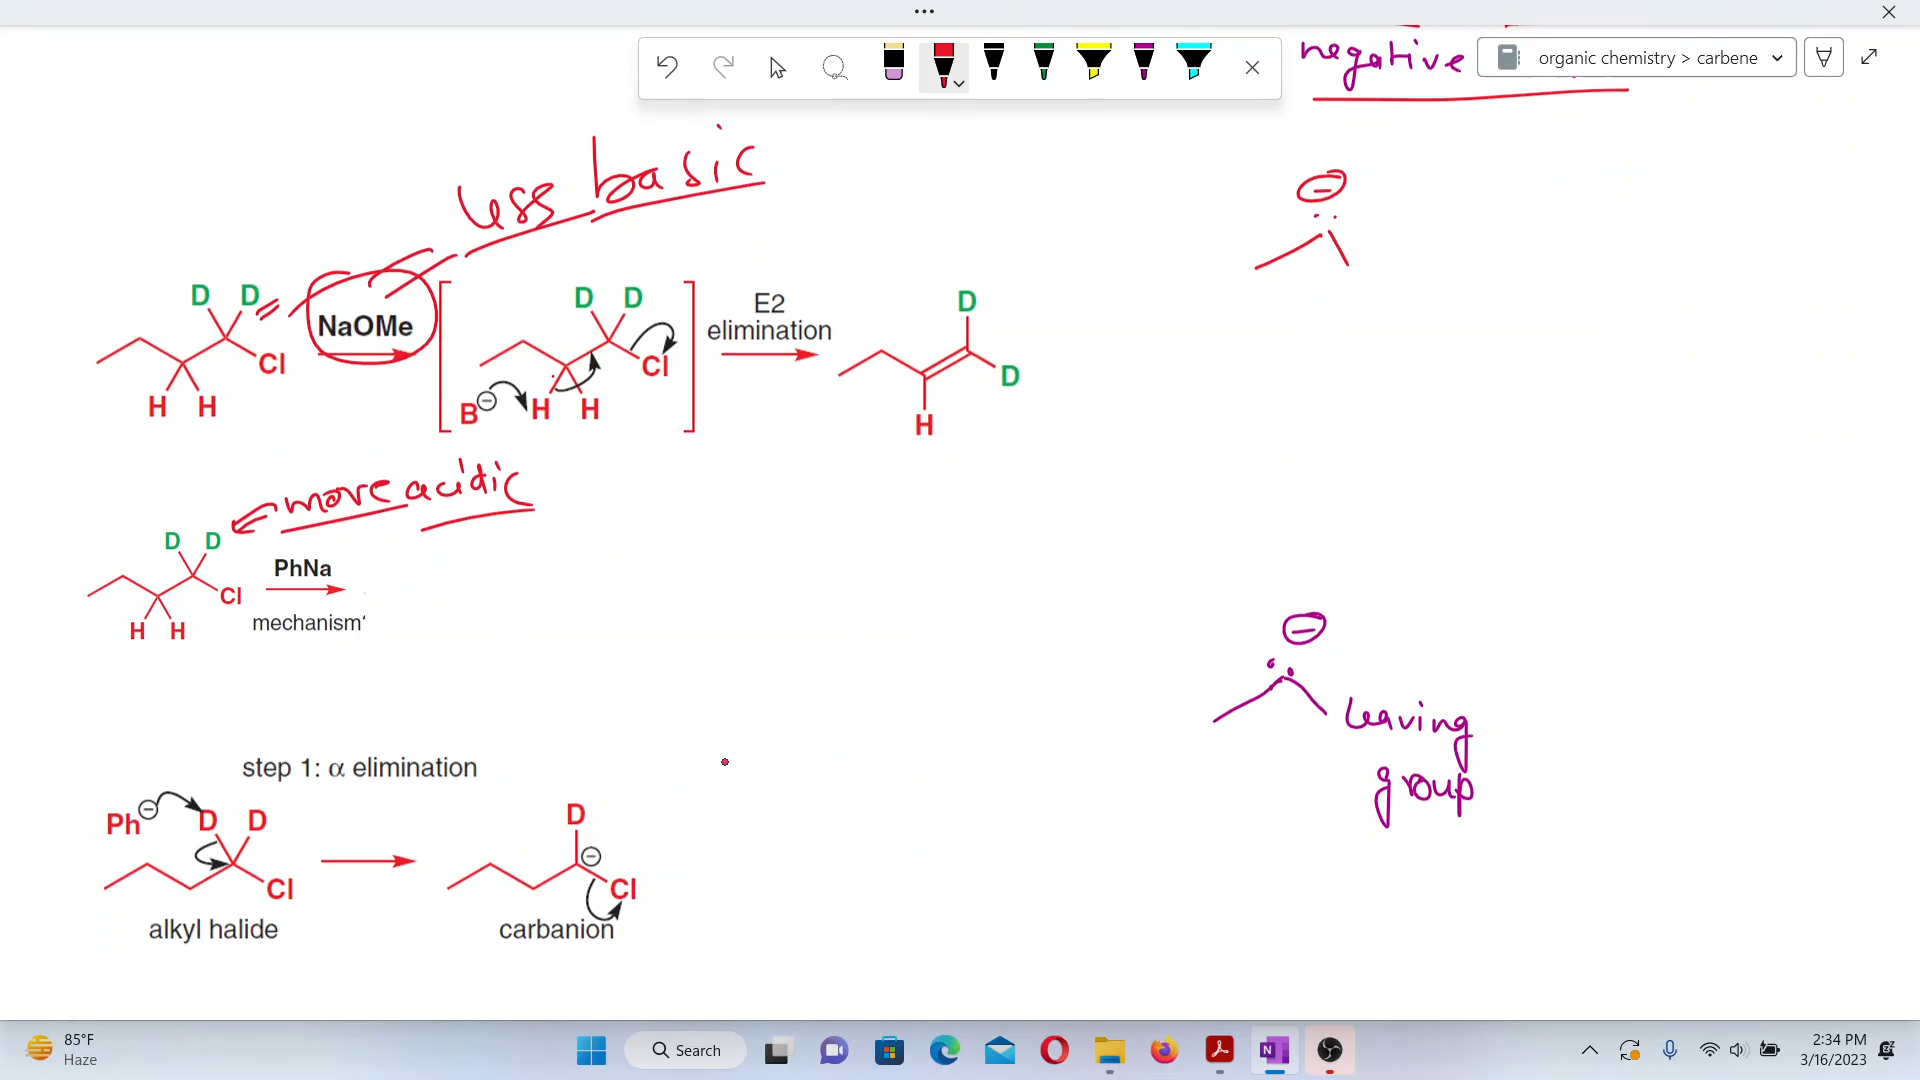 negative
organic chemistry > carbene
less basic
D D
NaOMe
Cl
H H
D D
Cl
B
H H
E2
elimination
D
D
H
more acidic
D D
PhNa
Cl
mechanism
H H
leaving
group
step 1: α elimination
Ph
D D
Cl
alkyl halide
D
Cl
carbanion
85°F
Haze
Search
2:34 PM
3/16/2023